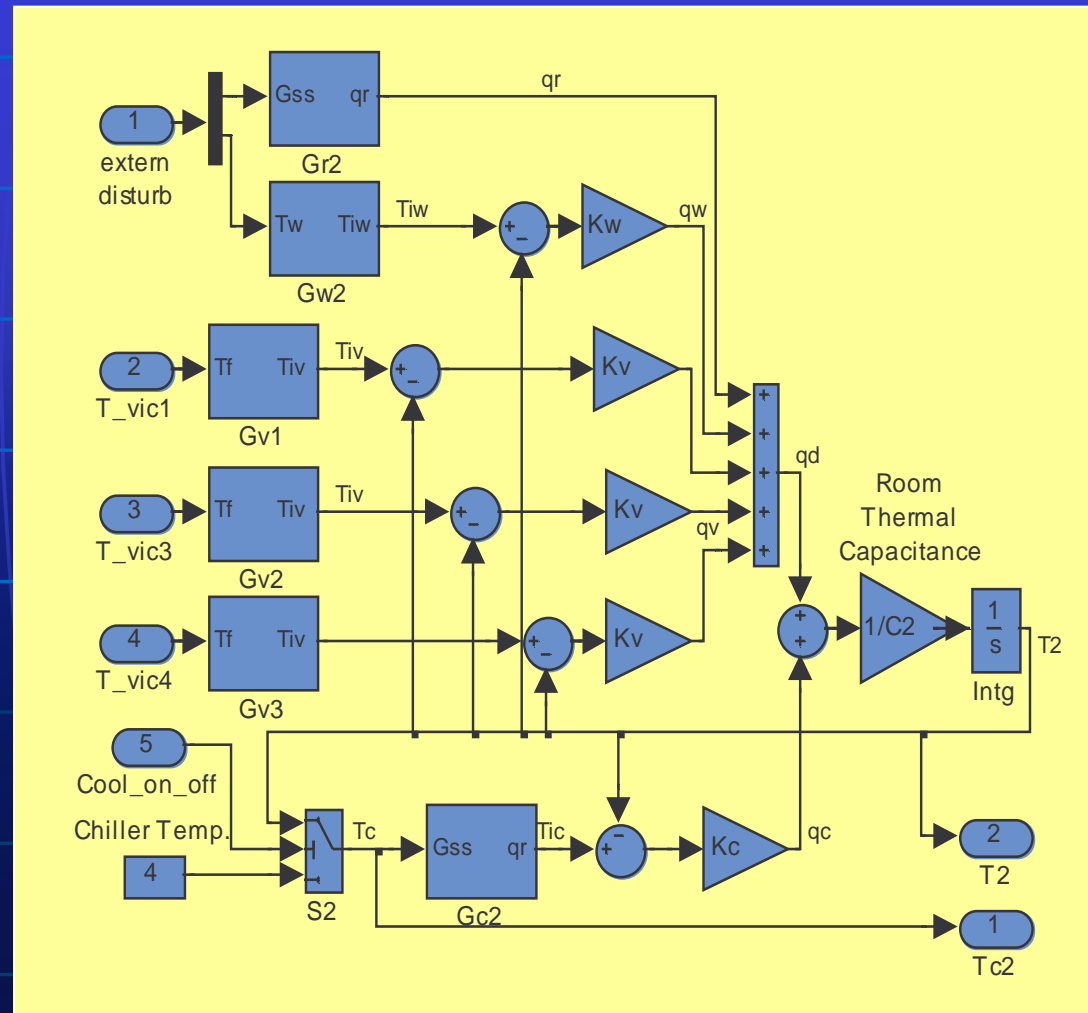 qr
Gss qr
1
extern
disturb
Gr2
Tw Tiw
Tiw
+
−
Kw
qw
Gw2
2
T_vic1
Tf Tiv
Tiv
+
−
Kv
Gv1
+
+
+
+
+
qd
3
T_vic3
Tf Tiv
Tiv
+
−
Kv
qv
Gv2
Room
Thermal
Capacitance
4
T_vic4
Tf Tiv
+
−
Kv
Gv3
+
+
1/C2
1
s
T2
Intg
5
Cool_on_off
Chiller Temp.
4
S2
Tc
Gss qr
Tic
Gc2
−
+
Kc
qc
2
T2
1
Tc2